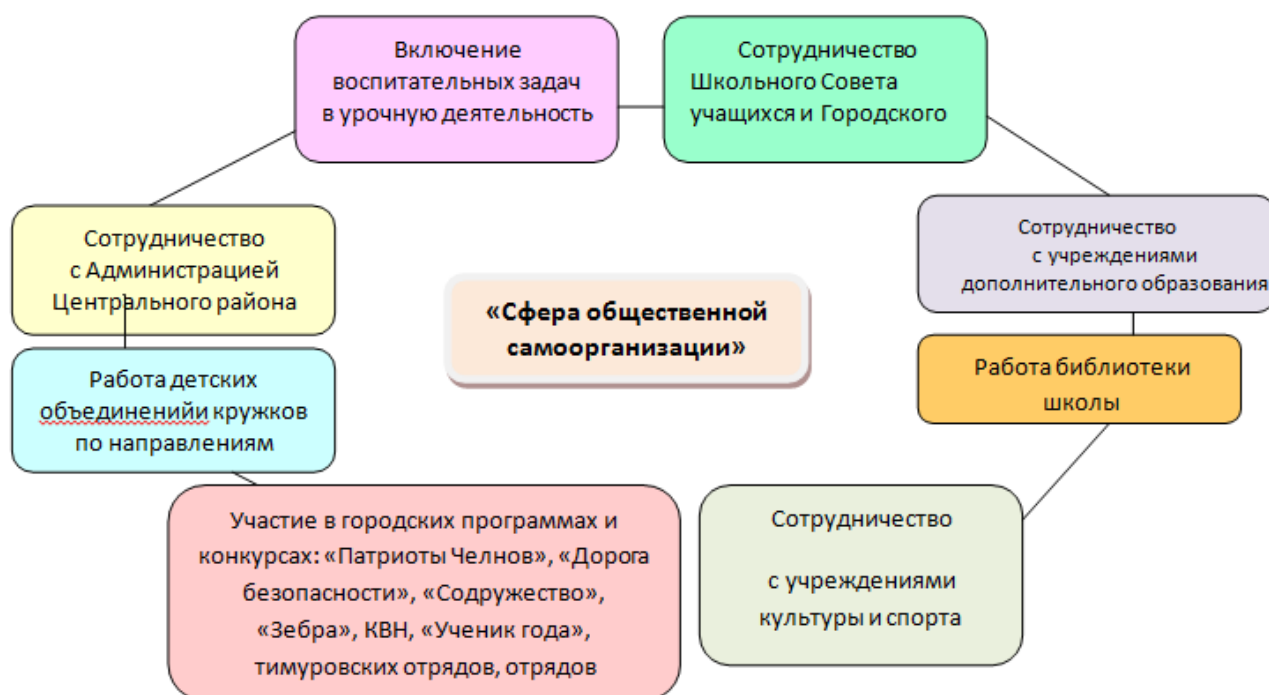 Включение
воспитательных задач
в урочную деятельность
Сотрудничество
Школьного Совета
учащихся и Городского
Сотрудничество
с Администрацией
Центрального района
Сотрудничество
с учреждениями
дополнительного образования
«Сфера общественной
самоорганизации»
Работа детских
объединенийи кружков
по направлениям
Работа библиотеки
школы
Участие в городских программах и
конкурсах: «Патриоты Челнов», «Дорога
безопасности», «Содружество»,
«Зебра», КВН, «Ученик года»,
тимуровских отрядов, отрядов
Сотрудничество
с учреждениями
культуры и спорта